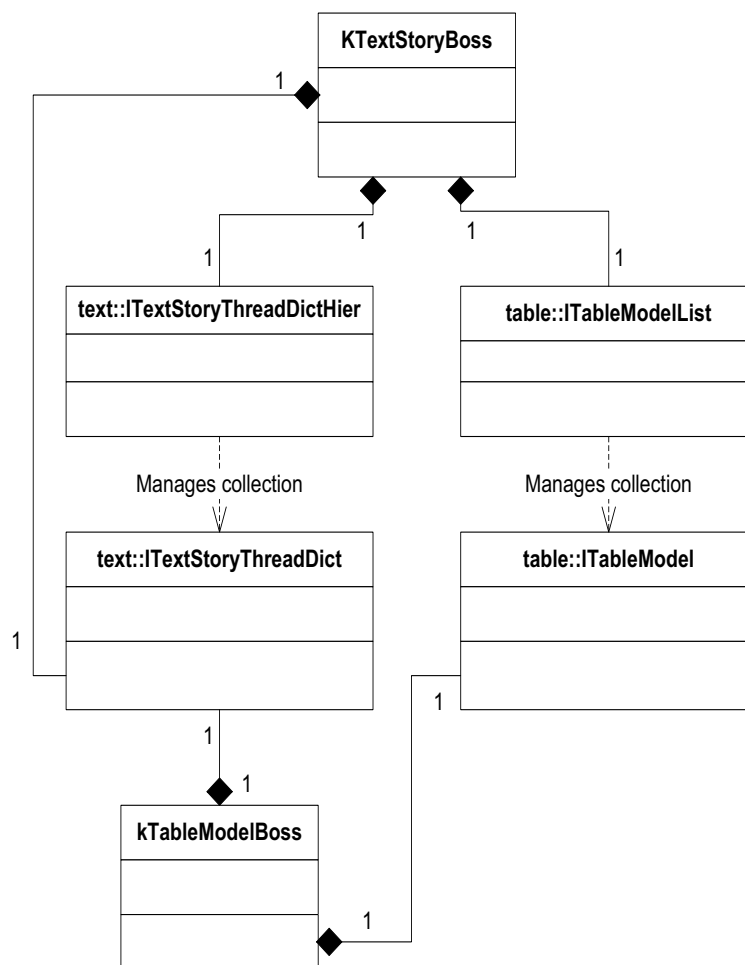 KTextStoryBoss
1
1
1
1
1
text::ITextStoryThreadDictHier
table::ITableModelList
Manages collection
Manages collection
text::ITextStoryThreadDict
table::ITableModel
1
1
1
1
kTableModelBoss
1